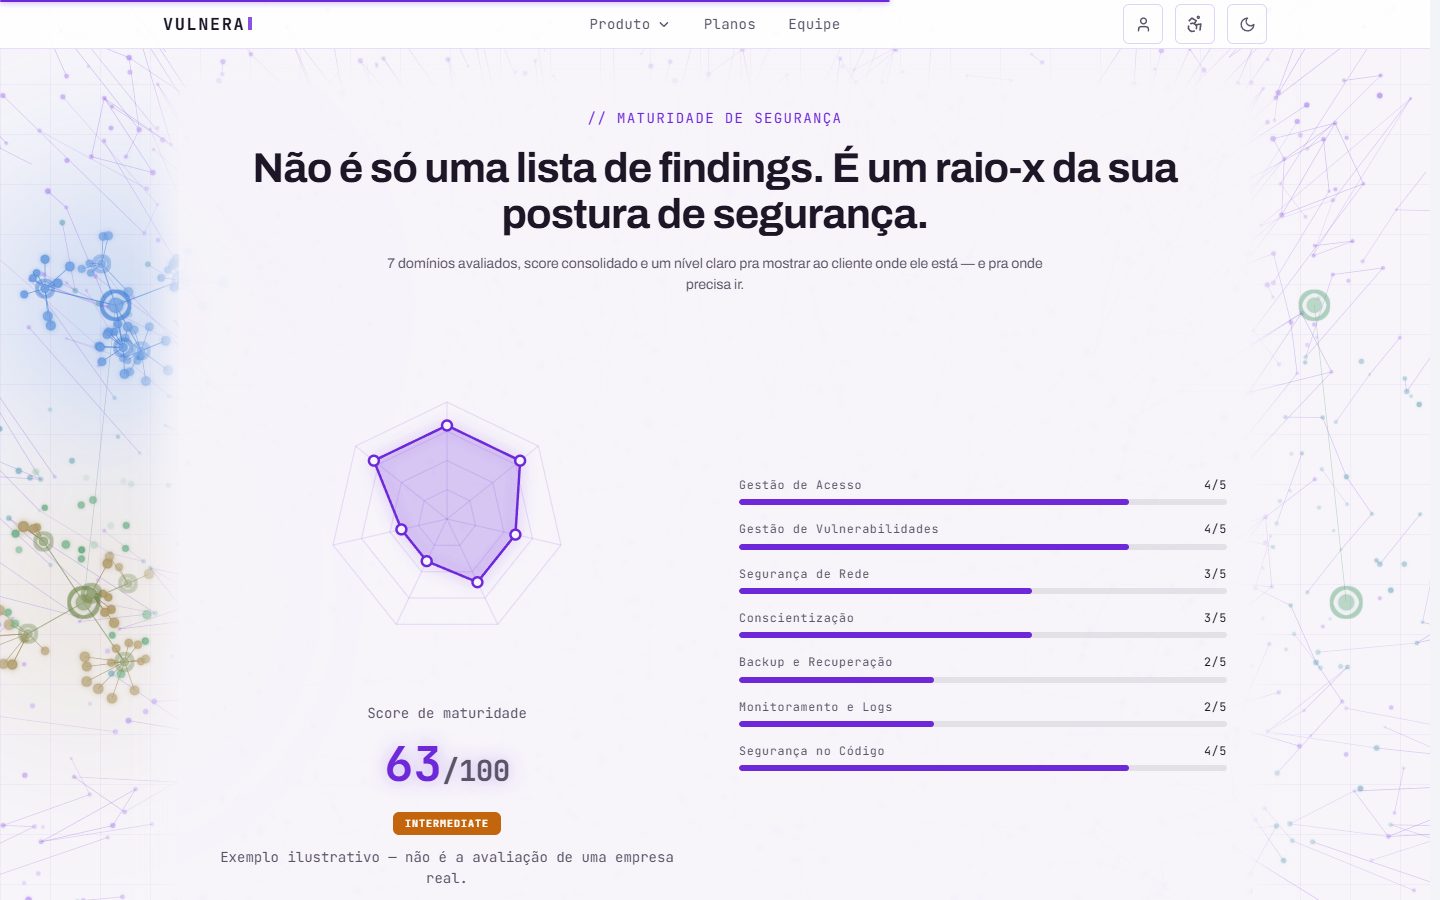 VULNERA
Produto
Planos
Equipe
// MATURIDADE DE SEGURANÇA
Não é só uma lista de findings. É um raio-x da sua
postura de segurança.
7 domínios avaliados, score consolidado e um nível claro pra mostrar ao cliente onde ele está — e pra onde
precisa ir.
Gestão de Acesso 4/5
Gestão de Vulnerabilidades 4/5
Segurança de Rede 3/5
Conscientização 3/5
Backup e Recuperação 2/5
Monitoramento e Logs 2/5
Segurança no Código 4/5
Score de maturidade
63/100
INTERMEDIATE
Exemplo ilustrativo — não é a avaliação de uma empresa
real.